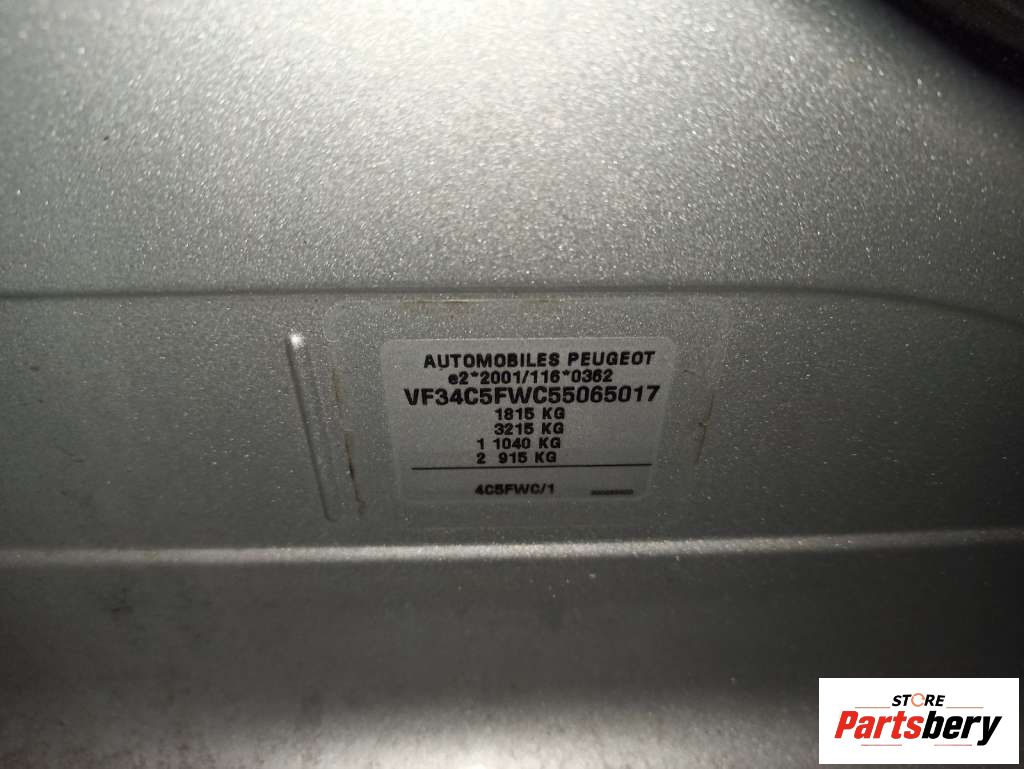 AUTOMOBILES PEUGEOT
e2*2001/116*0362
VF34C5FWC55065017
1815 KG
3215 KG
1 1040 KG
2 915 KG
4C5FWC/1
STORE
Partsbery